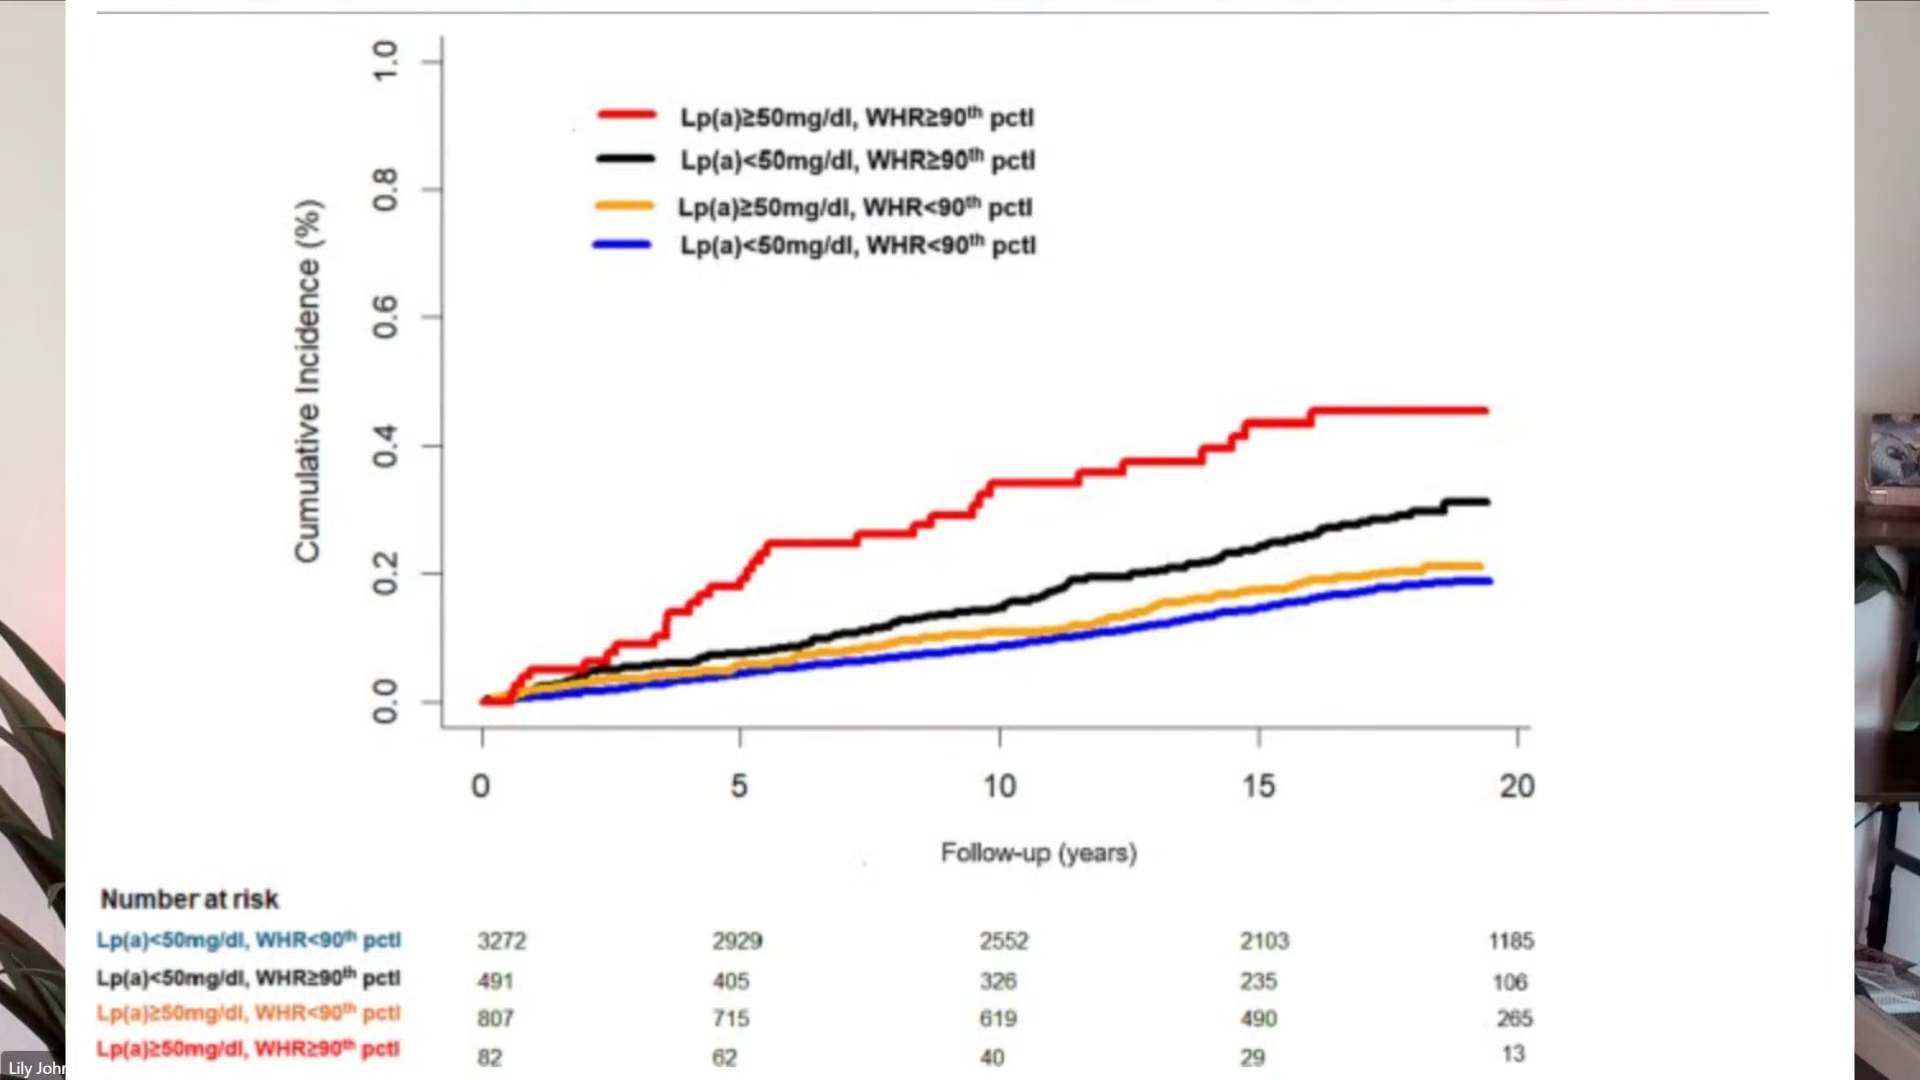 1.0
0.8
0.6
0.4
0.2
0.0
Cumulative Incidence (%)
Lp(a)≥50mg/dl, WHR≥90th pctl
Lp(a)<50mg/dl, WHR≥90th pctl
Lp(a)≥50mg/dl, WHR<90th pctl
Lp(a)<50mg/dl, WHR<90th pctl
0 5 10 15 20
Follow-up (years)
Number at risk
Lp(a)<50mg/dl, WHR<90th pctl 3272 2929 2552 2103 1185
Lp(a)<50mg/dl, WHR≥90th pctl 491 405 326 235 106
Lp(a)≥50mg/dl, WHR<90th pctl 807 715 619 490 265
Lp(a)≥50mg/dl, WHR≥90th pctl 82 62 40 29 13
Lily John